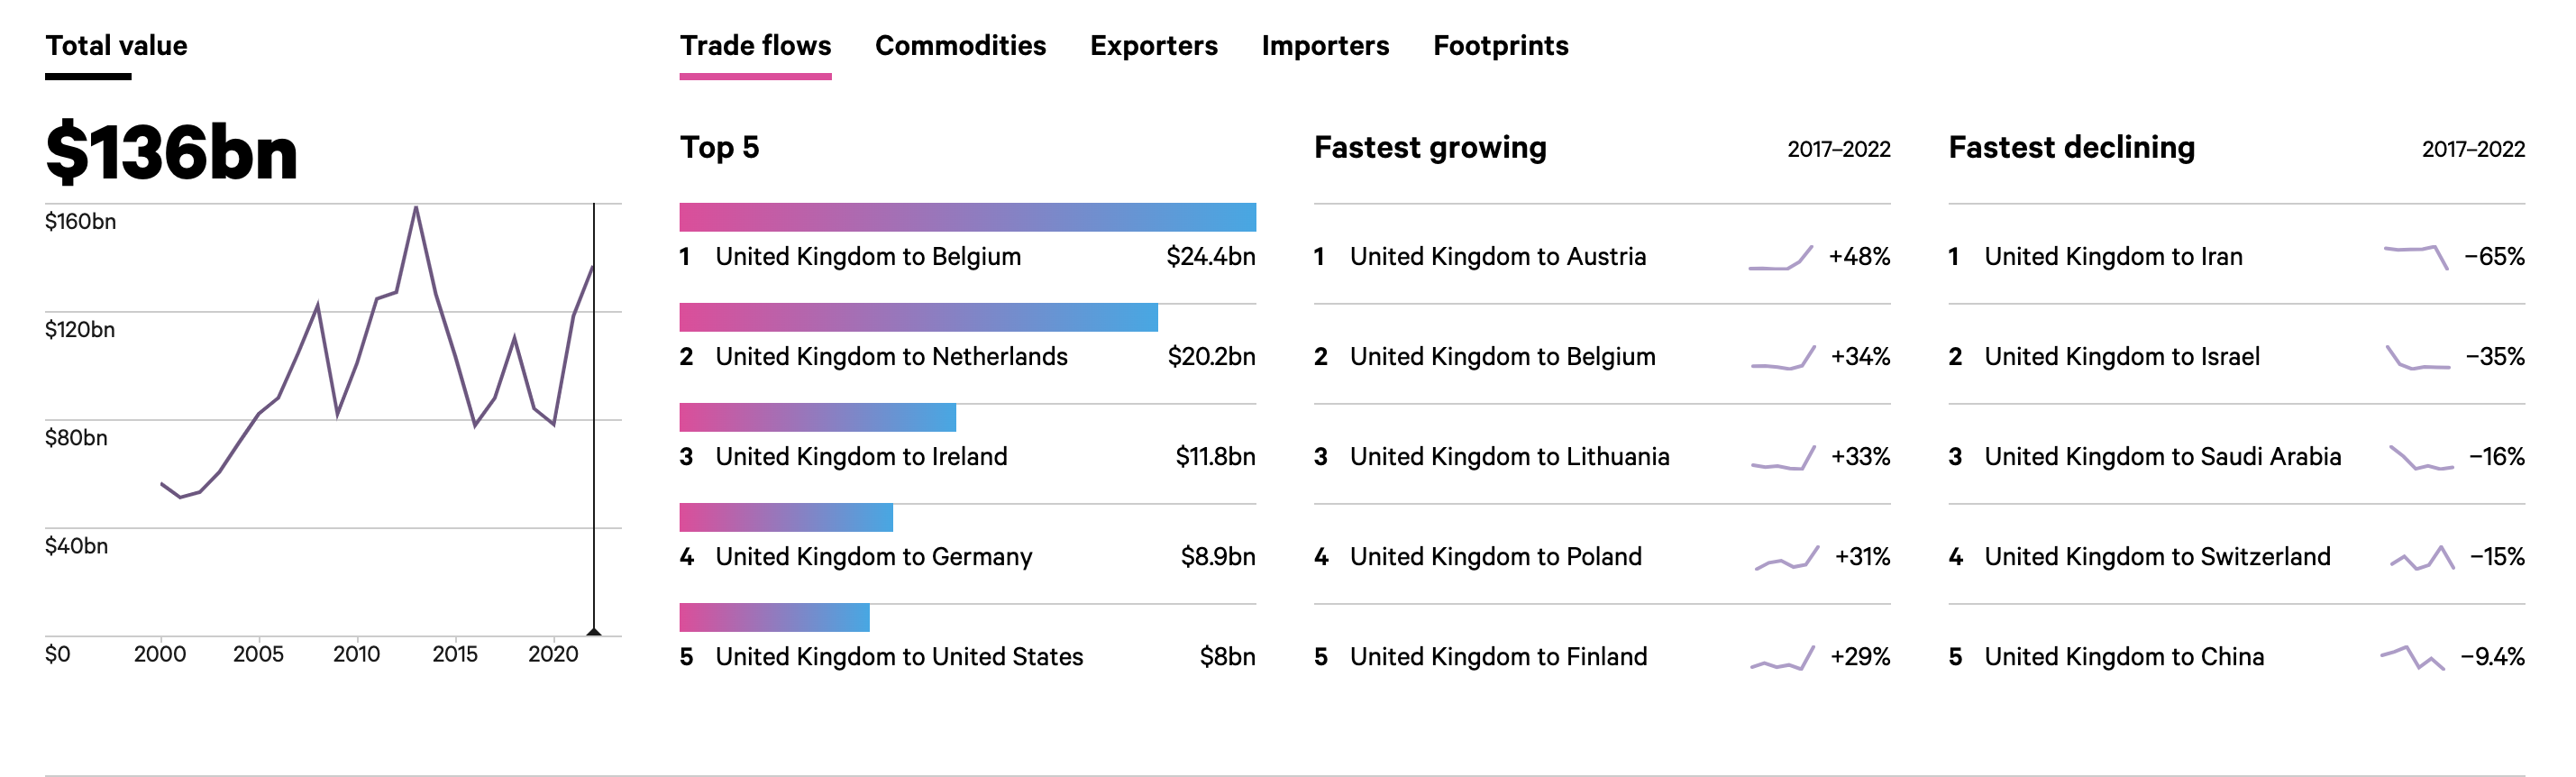 Total value
$136bn
$160bn
$120bn
$80bn
$40bn
$0 2000 2005 2010 2015 2020
Trade flows Commodities Exporters Importers Footprints
Top 5
1 United Kingdom to Belgium $24.4bn
2 United Kingdom to Netherlands $20.2bn
3 United Kingdom to Ireland $11.8bn
4 United Kingdom to Germany $8.9bn
5 United Kingdom to United States $8bn
Fastest growing 2017–2022
1 United Kingdom to Austria +48%
2 United Kingdom to Belgium +34%
3 United Kingdom to Lithuania +33%
4 United Kingdom to Poland +31%
5 United Kingdom to Finland +29%
Fastest declining 2017–2022
1 United Kingdom to Iran −65%
2 United Kingdom to Israel −35%
3 United Kingdom to Saudi Arabia −16%
4 United Kingdom to Switzerland −15%
5 United Kingdom to China −9.4%